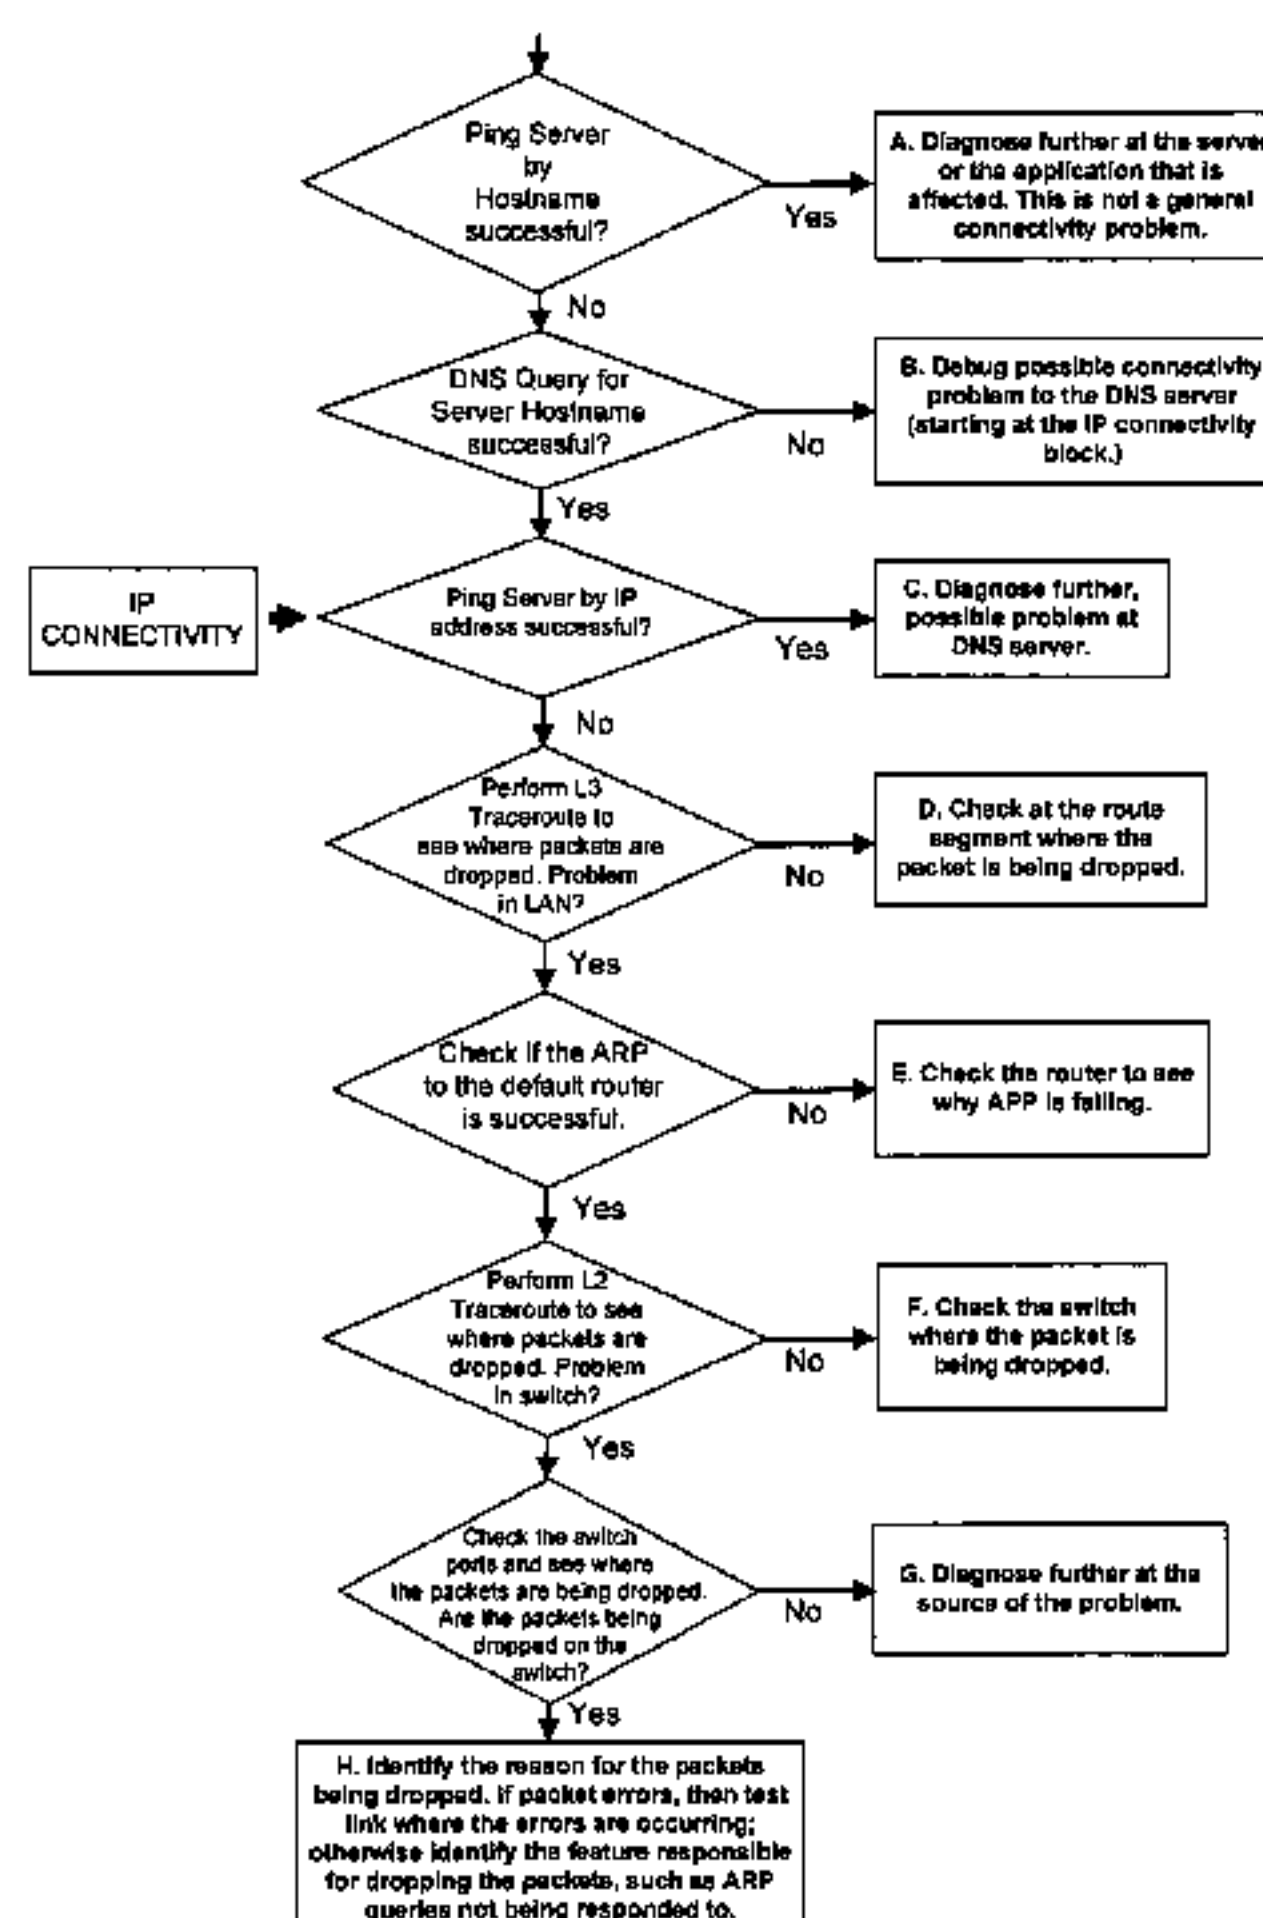 Ping Server
by
Hostname
successful?
Yes
A. Diagnose further at the server
or the application that is
affected. This is not a general
connectivity problem.
No
DNS Query for
Server Hostname
successful?
No
B. Debug possible connectivity
problem to the DNS server
(starting at the IP connectivity
block.)
Yes
IP
CONNECTIVITY
Ping Server by IP
address successful?
Yes
C. Diagnose further,
possible problem at
DNS server.
No
Perform L3
Traceroute to
see where packets are
dropped. Problem
in LAN?
No
D. Check at the route
segment where the
packet is being dropped.
Yes
Check if the ARP
to the default router
is successful.
No
E. Check the router to see
why APP is failing.
Yes
Perform L2
Traceroute to see
where packets are
dropped. Problem
in switch?
No
F. Check the switch
where the packet is
being dropped.
Yes
Check the switch
ports and see where
the packets are being dropped.
Are the packets being
dropped on the
switch?
No
G. Diagnose further at the
source of the problem.
Yes
H. Identify the reason for the packets
being dropped. If packet errors, then test
link where the errors are occurring;
otherwise identify the feature responsible
for dropping the packets, such as ARP
queries not being responded to.